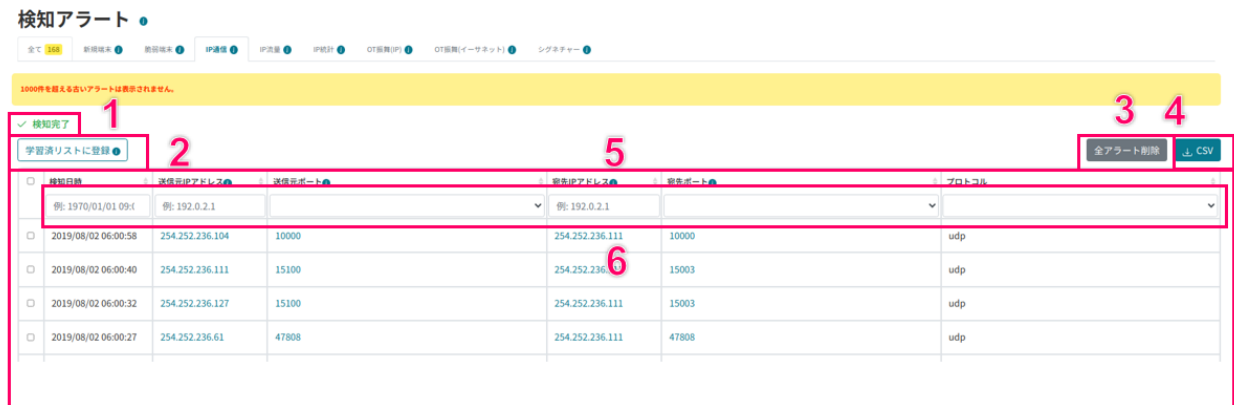 検知アラート
全て 168 新規端末 脆弱端末 IP通信 IP流量 IP統計 OT振舞(IP) OT振舞(イーサネット) シグネチャー
1000件を超える古いアラートは表示されません。
1 3 4
✓ 検知完了
学習済リストに登録 2 5 全アラート削除 CSV
検知日時 送信元IPアドレス 送信元ポート 宛先IPアドレス 宛先ポート プロトコル
例: 1970/01/01 09:( 例: 192.0.2.1 例: 192.0.2.1
2019/08/02 06:00:58 254.252.236.104 10000 254.252.236.111 10000 udp
6
2019/08/02 06:00:40 254.252.236.111 15100 254.252.236. 15003 udp
2019/08/02 06:00:32 254.252.236.127 15100 254.252.236.111 15003 udp
2019/08/02 06:00:27 254.252.236.61 47808 254.252.236.111 47808 udp